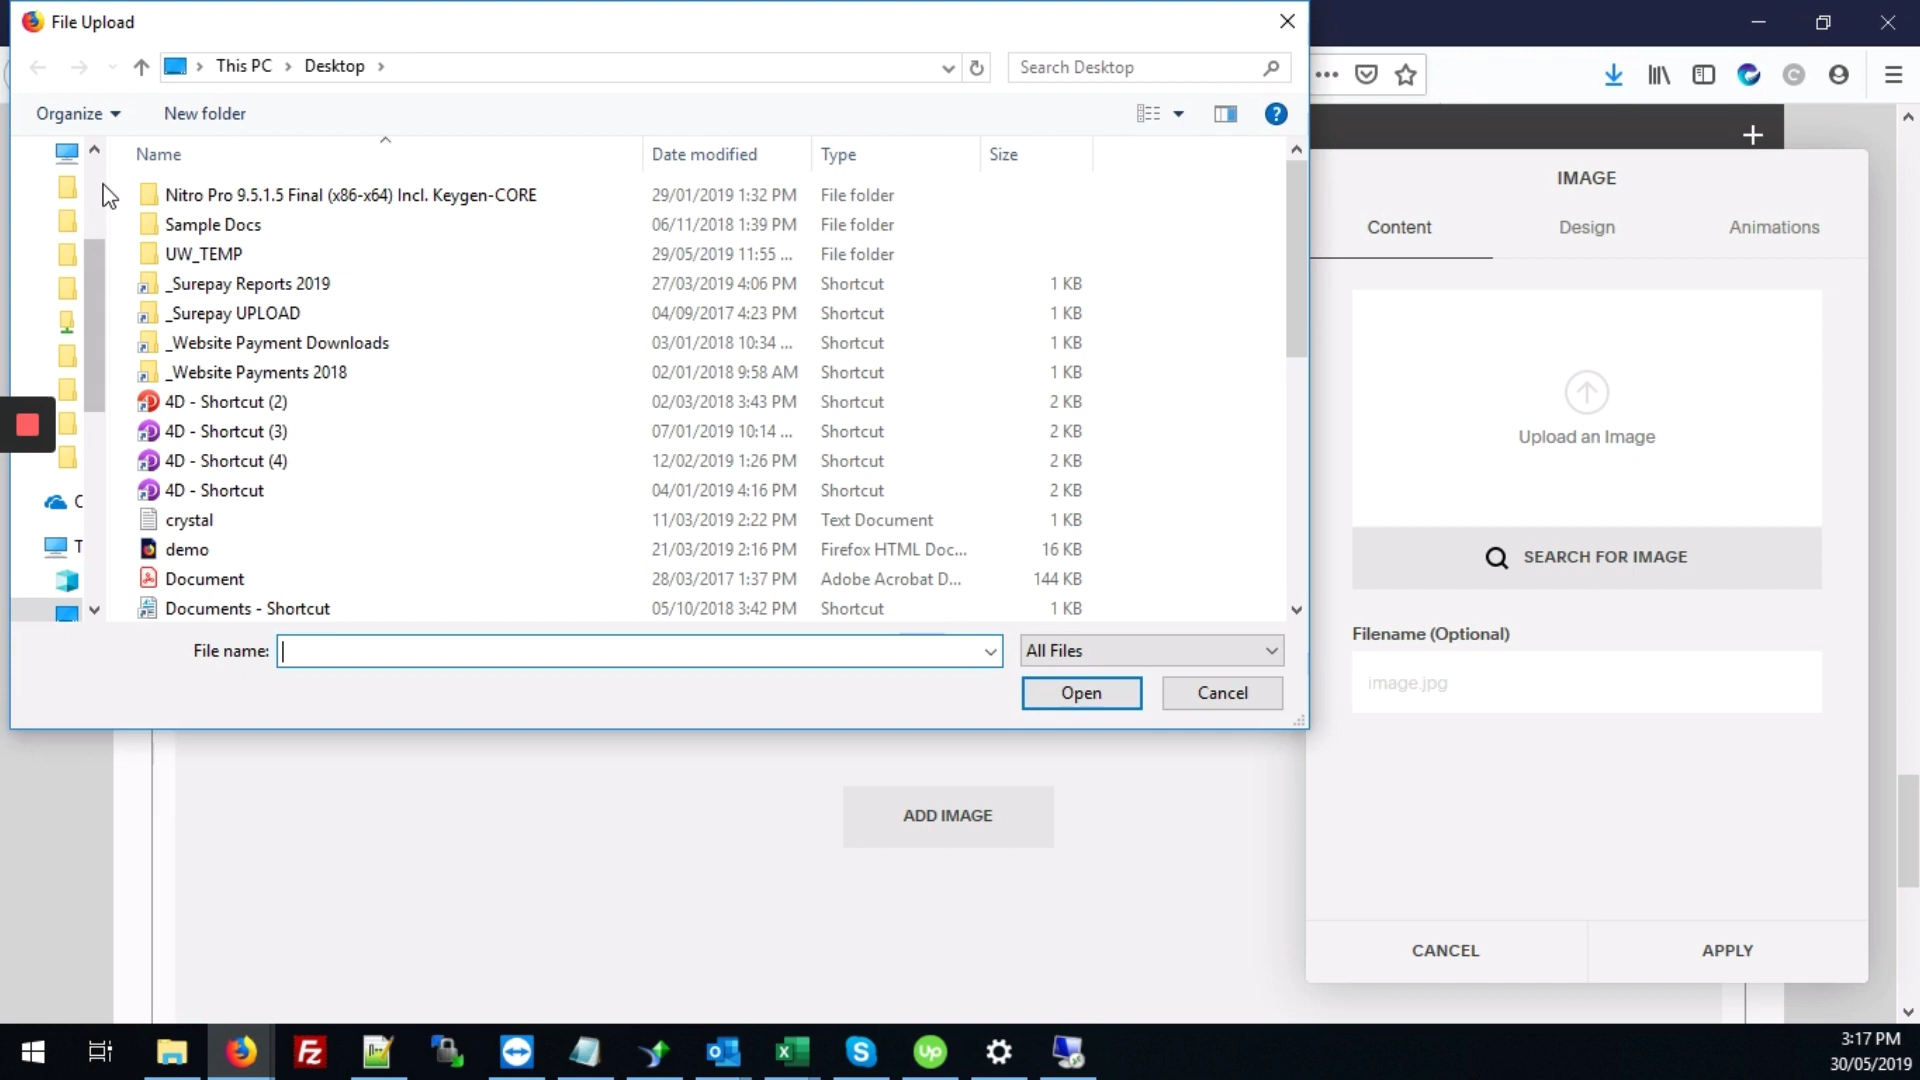 File Upload
This PC > Desktop >
Search Desktop
Organize
New folder
Name Date modified Type Size
Nitro Pro 9.5.1.5 Final (x86-x64) Incl. Keygen-CORE 29/01/2019 1:32 PM File folder
Sample Docs 06/11/2018 1:39 PM File folder
UW_TEMP 29/05/2019 11:55 ... File folder
_Surepay Reports 2019 27/03/2019 4:06 PM Shortcut 1 KB
_Surepay UPLOAD 04/09/2017 4:23 PM Shortcut 1 KB
_Website Payment Downloads 03/01/2018 10:34 ... Shortcut 1 KB
_Website Payments 2018 02/01/2018 9:58 AM Shortcut 1 KB
4D - Shortcut (2) 02/03/2018 3:43 PM Shortcut 2 KB
4D - Shortcut (3) 07/01/2019 10:14 ... Shortcut 2 KB
4D - Shortcut (4) 12/02/2019 1:26 PM Shortcut 2 KB
4D - Shortcut 04/01/2019 4:16 PM Shortcut 2 KB
crystal 11/03/2019 2:22 PM Text Document 1 KB
demo 21/03/2019 2:16 PM Firefox HTML Doc... 16 KB
Document 28/03/2017 1:37 PM Adobe Acrobat D... 144 KB
Documents - Shortcut 05/10/2018 3:42 PM Shortcut 1 KB
File name:
All Files
Open
Cancel
IMAGE
Content
Design
Animations
Upload an Image
SEARCH FOR IMAGE
Filename (Optional)
image.jpg
ADD IMAGE
CANCEL
APPLY
3:17 PM
30/05/2019